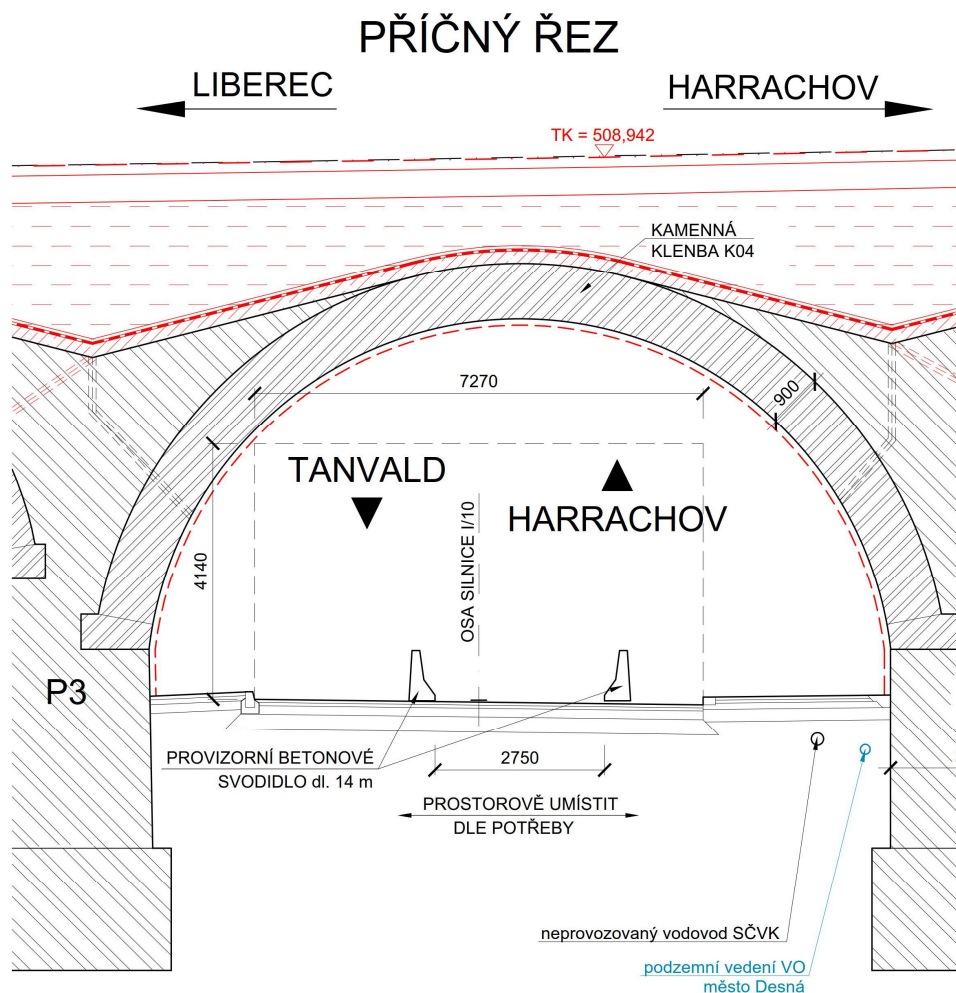 PŘÍČNÝ ŘEZ
LIBEREC
HARRACHOV
TK = 508,942
KAMENNÁ
KLENBA K04
7270
900
TANVALD
HARRACHOV
4140
OSA SILNICE I/10
P3
PROVIZORNÍ BETONOVÉ
SVODIDLO dl. 14 m
2750
PROSTOROVĚ UMÍSTIT
DLE POTŘEBY
neprovozovaný vodovod SČVK
podzemní vedení VO
město Desná